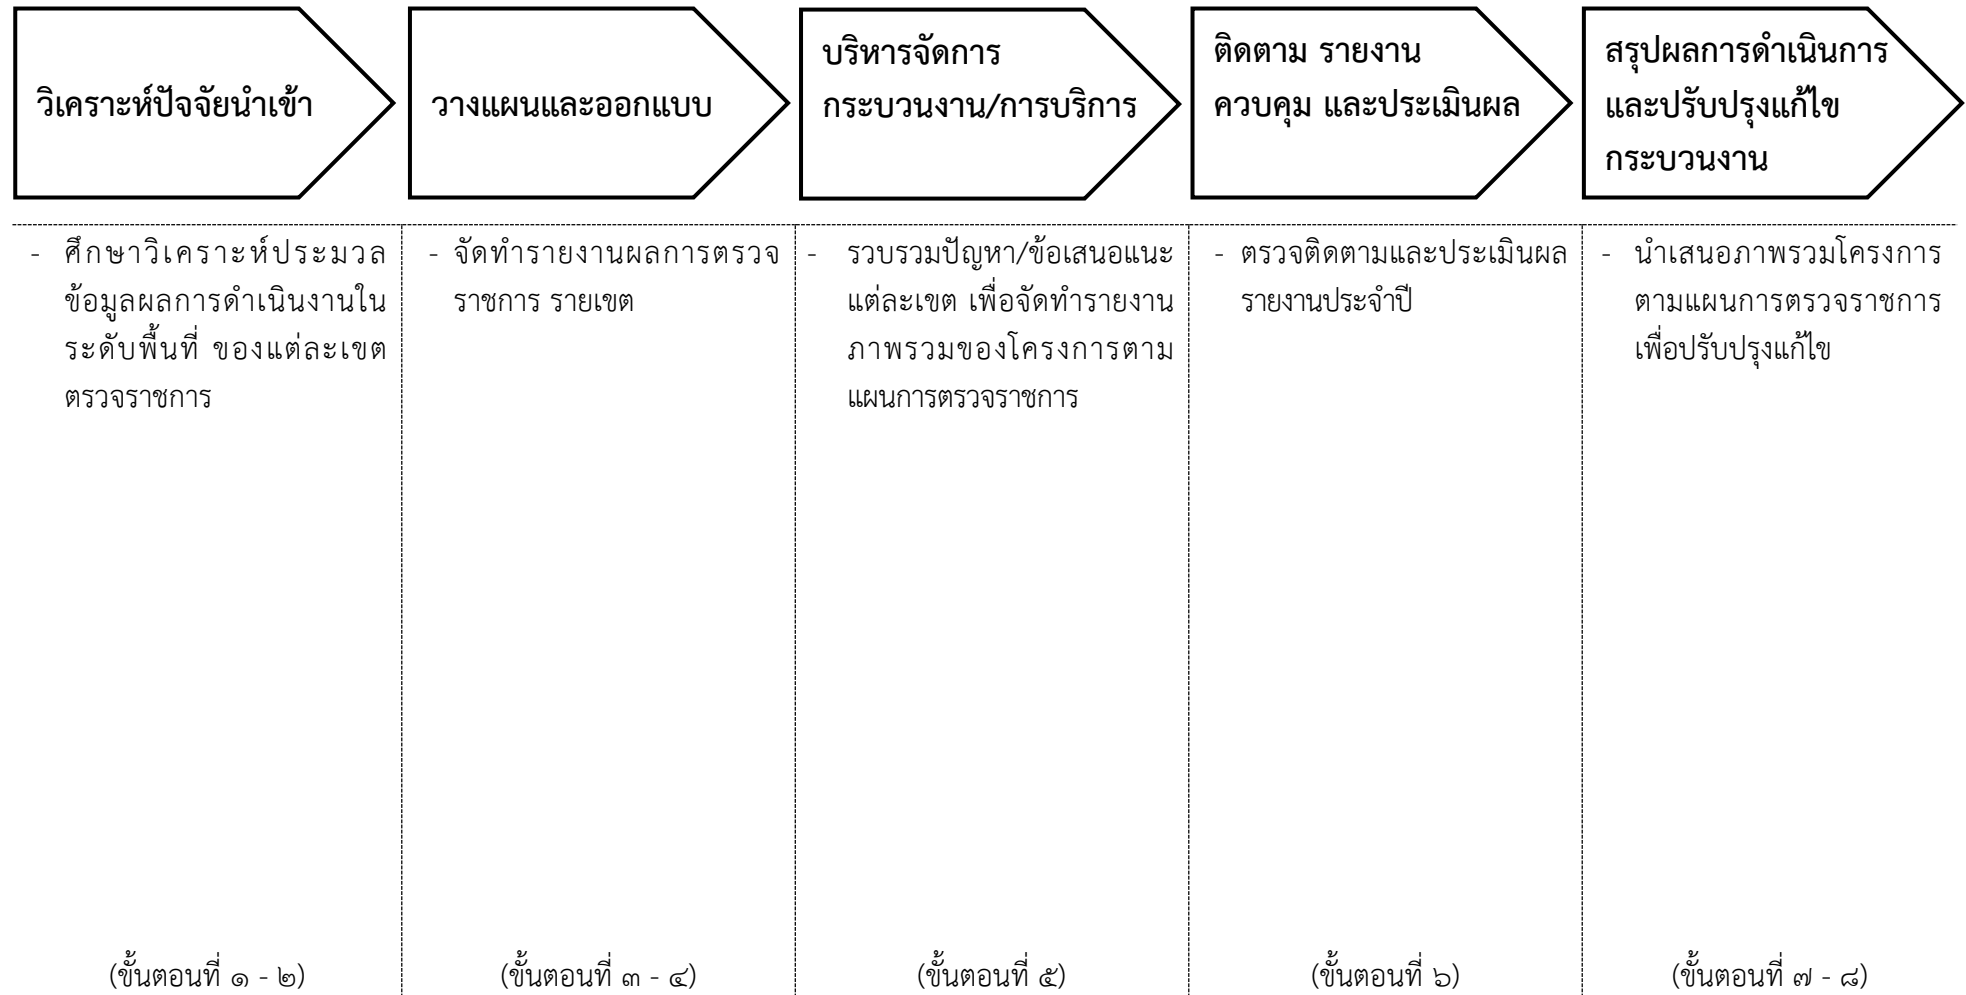 วิเคราะห์ปัจจัยนำเข้า
วางแผนและออกแบบ
บริหารจัดการ
กระบวนงาน/การบริการ
ติดตาม รายงาน
ควบคุม และประเมินผล
สรุปผลการดำเนินการ
และปรับปรุงแก้ไข
กระบวนงาน
- ศึกษาวิเคราะห์ประมวล
ข้อมูลผลการดำเนินงานใน
ระดับพื้นที่ ของแต่ละเขต
ตรวจราชการ
- จัดทำรายงานผลการตรวจ
ราชการ รายเขต
- รวบรวมปัญหา/ข้อเสนอแนะ
แต่ละเขต เพื่อจัดทำรายงาน
ภาพรวมของโครงการตาม
แผนการตรวจราชการ
- ตรวจติดตามและประเมินผล
รายงานประจำปี
- นำเสนอภาพรวมโครงการ
ตามแผนการตรวจราชการ
เพื่อปรับปรุงแก้ไข
(ขั้นตอนที่ ๑ - ๒)
(ขั้นตอนที่ ๓ - ๔)
(ขั้นตอนที่ ๕)
(ขั้นตอนที่ ๖)
(ขั้นตอนที่ ๗ - ๘)